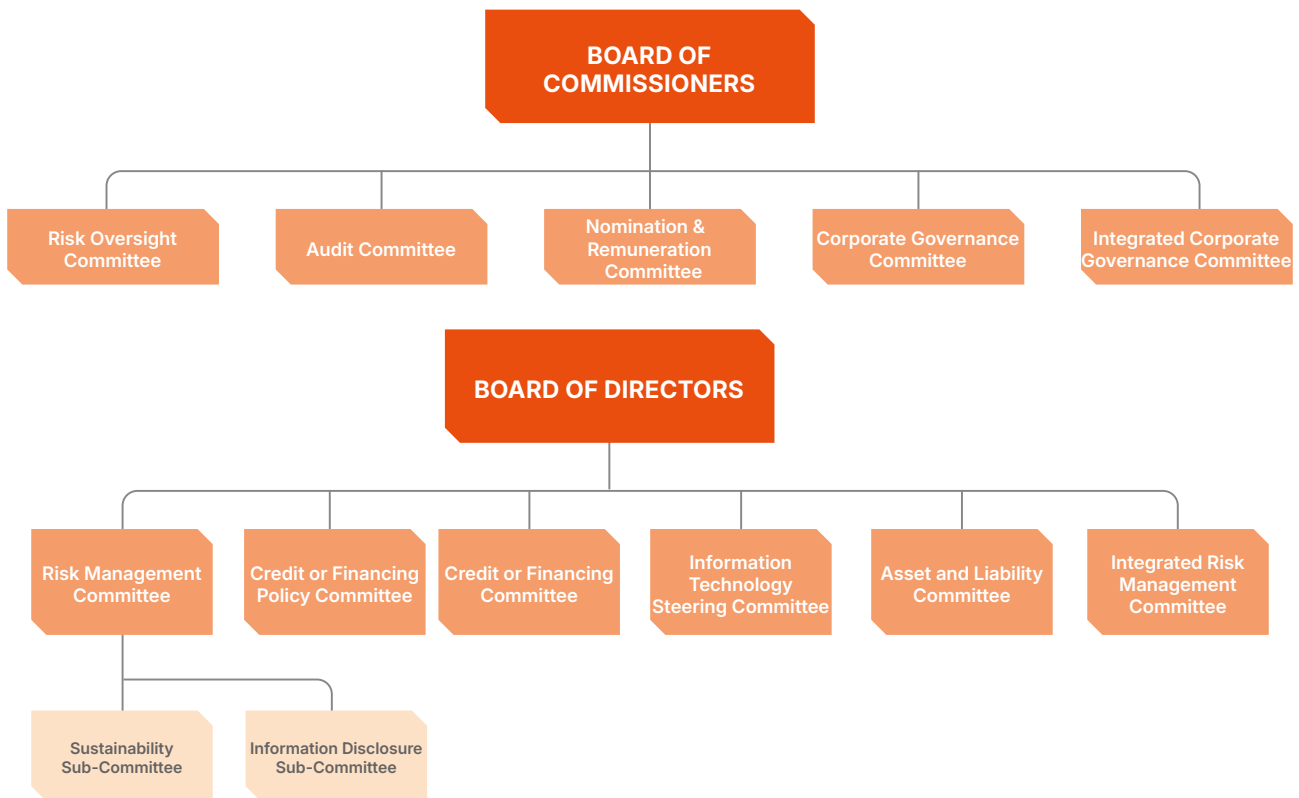 BOARD OF
COMMISSIONERS
Risk Oversight
Committee
Audit Committee
Nomination &
Remuneration
Committee
Corporate Governance
Committee
Integrated Corporate
Governance Committee
BOARD OF DIRECTORS
Risk Management
Committee
Credit or Financing
Policy Committee
Credit or Financing
Committee
Information
Technology
Steering Committee
Asset and Liability
Committee
Integrated Risk
Management
Committee
Sustainability
Sub-Committee
Information Disclosure
Sub-Committee